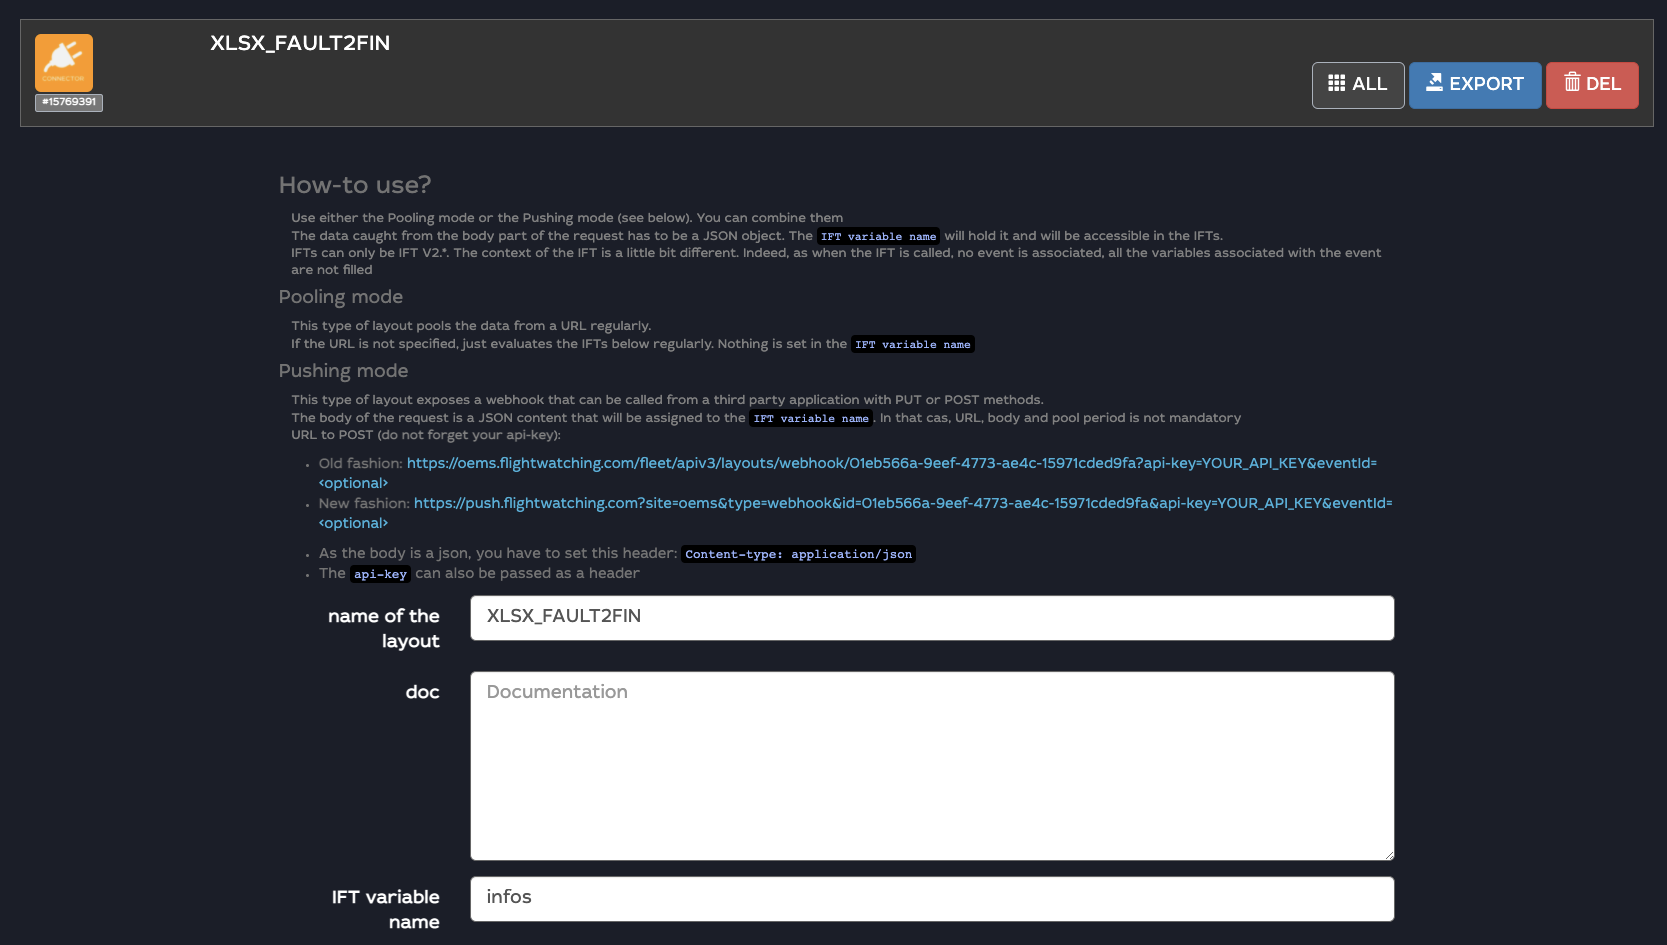 XLSX_FAULT2FIN
CONNECTOR
#15769391
ALL
EXPORT
DEL
How-to use?
Use either the Pooling mode or the Pushing mode (see below). You can combine them
The data caught from the body part of the request has to be a JSON object. The IFT variable name will hold it and will be accessible in the IFTs.
IFTs can only be IFT V2.*. The context of the IFT is a little bit different. Indeed, as when the IFT is called, no event is associated, all the variables associated with the event
are not filled
Pooling mode
This type of layout pools the data from a URL regularly.
If the URL is not specified, just evaluates the IFTs below regularly. Nothing is set in the IFT variable name
Pushing mode
This type of layout exposes a webhook that can be called from a third party application with PUT or POST methods.
The body of the request is a JSON content that will be assigned to the IFT variable name. In that cas, URL, body and pool period is not mandatory
URL to POST (do not forget your api-key):
• Old fashion: https://oems.flightwatching.com/fleet/apiv3/layouts/webhook/01eb566a-9eef-4773-ae4c-15971cded9fa?api-key=YOUR_API_KEY&eventId=
<optional>
• New fashion: https://push.flightwatching.com?site=oems&type=webhook&id=01eb566a-9eef-4773-ae4c-15971cded9fa&api-key=YOUR_API_KEY&eventId=
<optional>
• As the body is a json, you have to set this header: Content-type: application/json
• The api-key can also be passed as a header
name of the
layout
XLSX_FAULT2FIN
doc
Documentation
IFT variable
name
infos